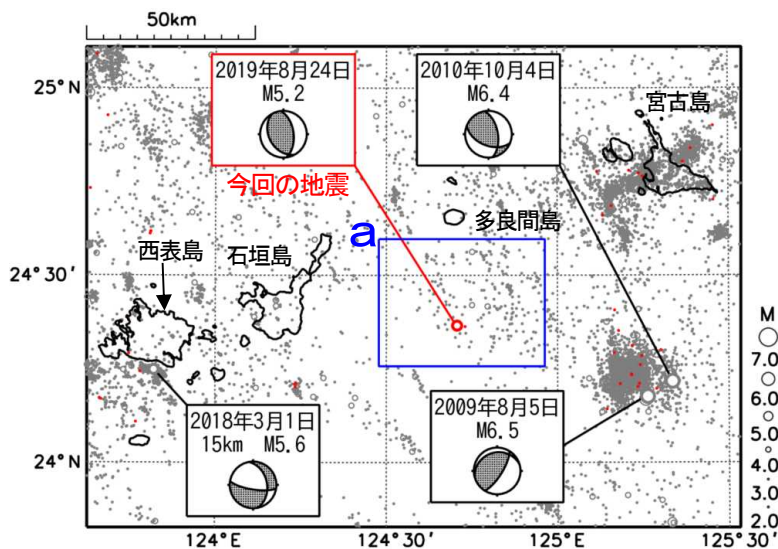 50km
25°N
24°30′
24°N
124°E
124°30′
125°E
125°30′
2019年8月24日
M5.2
今回の地震
2010年10月4日
M6.4
宮古島
多良間島
a
石垣島
西表島
2018年3月1日
15km M5.6
2009年8月5日
M6.5
M
7.0
6.0
5.0
4.0
3.0
2.0